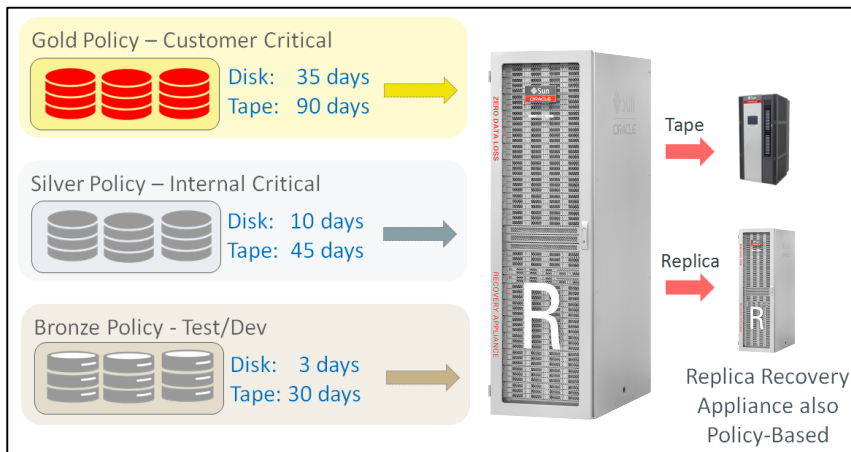 Gold Policy – Customer Critical
Disk: 35 days
Tape: 90 days
Silver Policy – Internal Critical
Disk: 10 days
Tape: 45 days
Bronze Policy - Test/Dev
Disk: 3 days
Tape: 30 days
Sun
ORACLE
ZERO DATA LOSS
Sun
ORACLE
RECOVERY APPLIANCE
R
Tape
Replica
R
Replica Recovery
Appliance also
Policy-Based